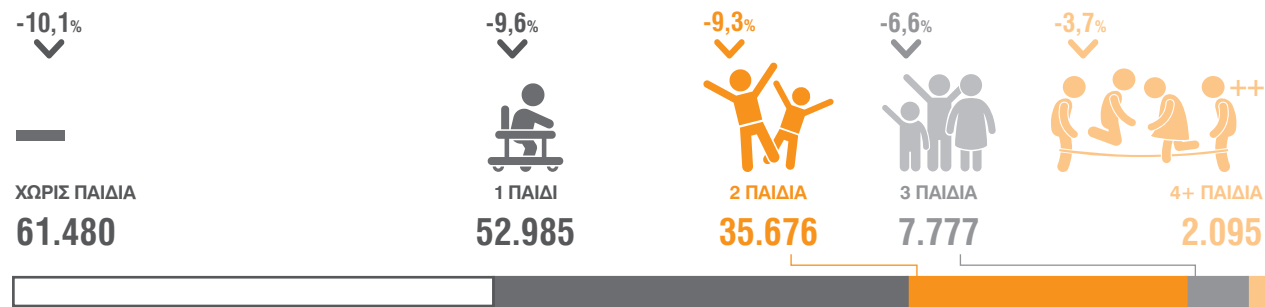 -10,1%
-9,6%
-9,3%
-6,6%
-3,7%
++
ΧΩΡΙΣ ΠΑΙΔΙΑ
1 ΠΑΙΔΙ
2 ΠΑΙΔΙΑ
3 ΠΑΙΔΙΑ
4+ ΠΑΙΔΙΑ
61.480
52.985
35.676
7.777
2.095